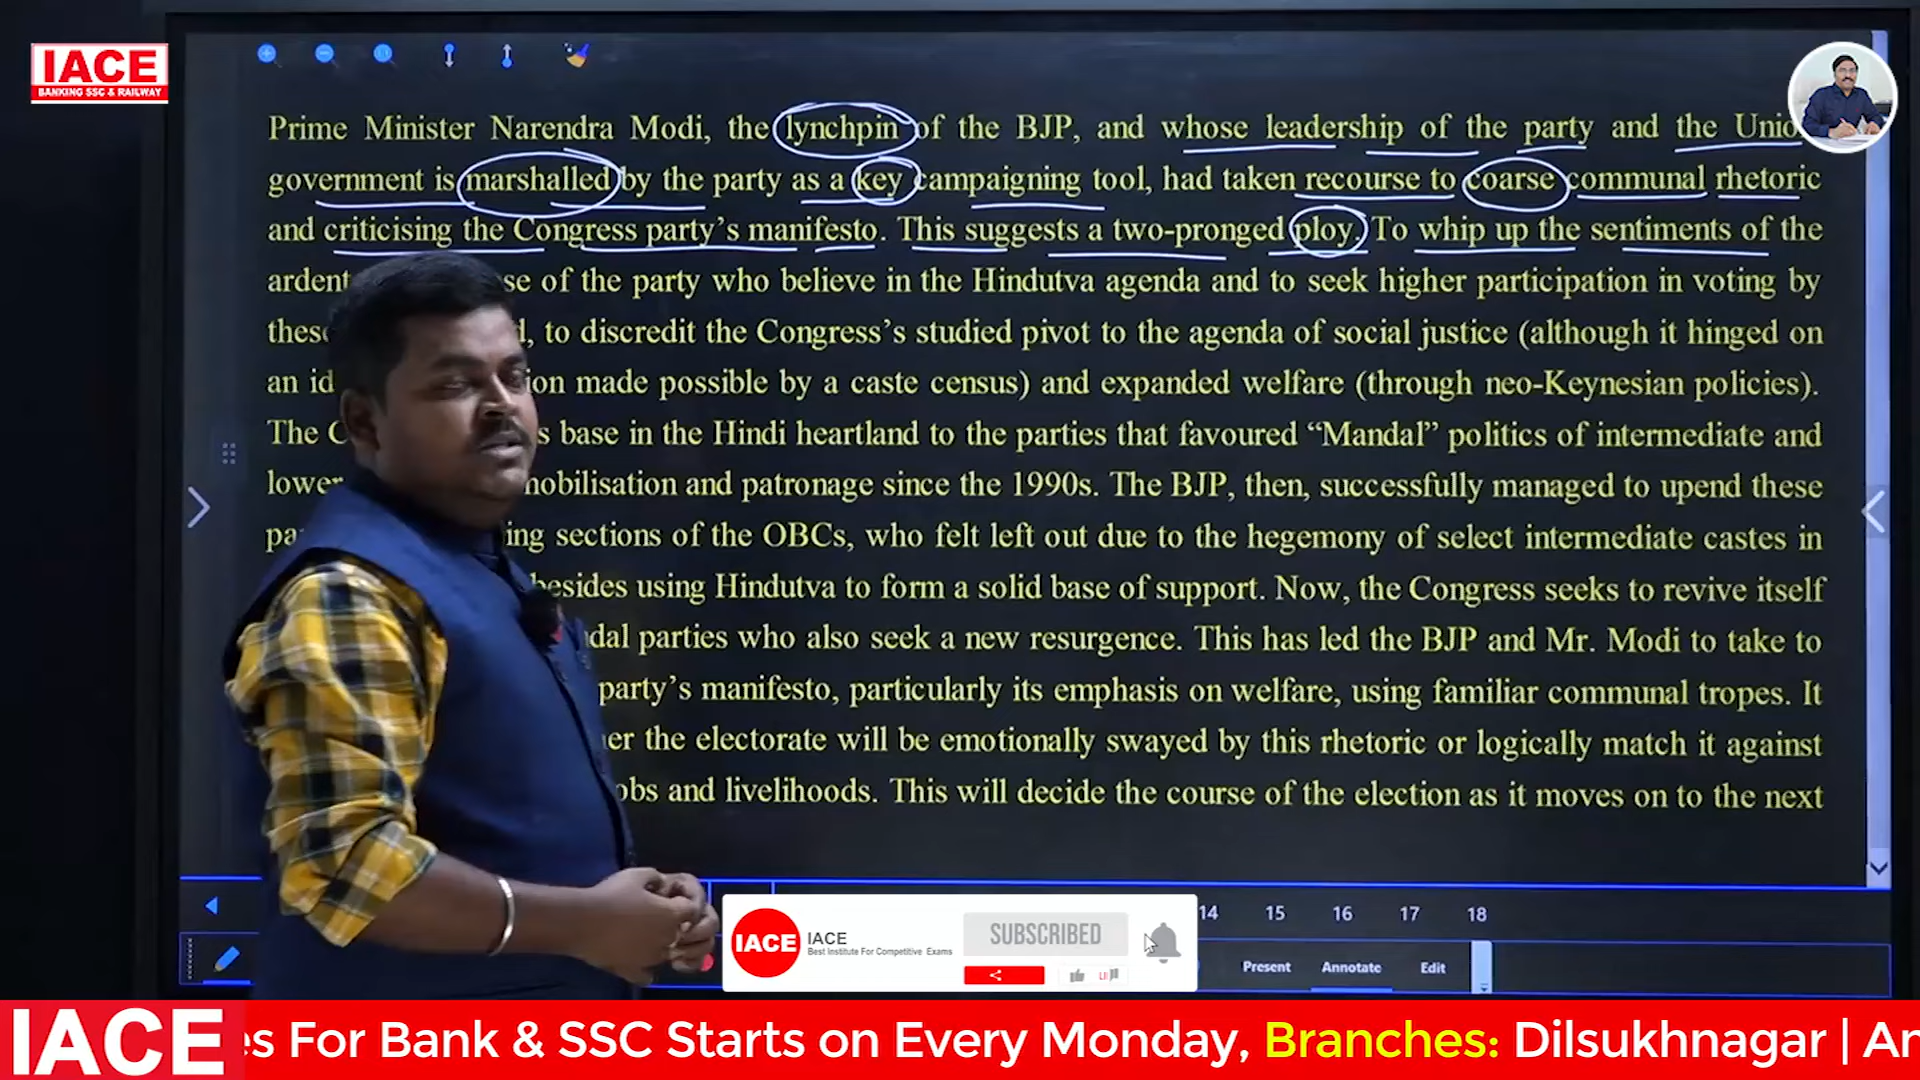 IACE
BANKING SSC & RAILWAY
Prime Minister Narendra Modi, the lynchpin of the BJP, and whose leadership of the party and the Unio
government is marshalled by the party as a key campaigning tool, had taken recourse to coarse communal rhetoric
and criticising the Congress party's manifesto. This suggests a two-pronged ploy. To whip up the sentiments of the
ardent se of the party who believe in the Hindutva agenda and to seek higher participation in voting by
these d, to discredit the Congress's studied pivot to the agenda of social justice (although it hinged on
an id ion made possible by a caste census) and expanded welfare (through neo-Keynesian policies).
The C s base in the Hindi heartland to the parties that favoured “Mandal” politics of intermediate and
lower mobilisation and patronage since the 1990s. The BJP, then, successfully managed to upend these
pa ing sections of the OBCs, who felt left out due to the hegemony of select intermediate castes in
besides using Hindutva to form a solid base of support. Now, the Congress seeks to revive itself
dal parties who also seek a new resurgence. This has led the BJP and Mr. Modi to take to
party's manifesto, particularly its emphasis on welfare, using familiar communal tropes. It
er the electorate will be emotionally swayed by this rhetoric or logically match it against
obs and livelihoods. This will decide the course of the election as it moves on to the next
14 15 16 17 18
IACE
IACE
Best Institute For Competitive Exams
SUBSCRIBED
Present Annotate Edit
IACE
es For Bank & SSC Starts on Every Monday, Branches: Dilsukhnagar | Am